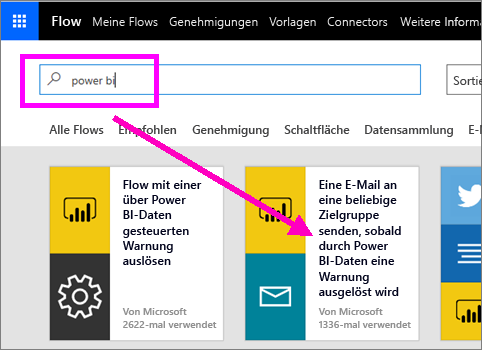 Flow Meine Flows Genehmigungen Vorlagen Connectors Weitere Informa
power bi
Sortie
Alle Flows Empfohlen Genehmigung Schaltfläche Datensammlung E-
Flow mit einer
über Power
BI-Daten
gesteuerten
Warnung
auslösen
Von Microsoft
2622-mal verwendet
Eine E-Mail an
eine beliebige
Zielgruppe
senden, sobald
durch Power
BI-Daten eine
Warnung
ausgelöst wird
Von Microsoft
1336-mal verwendet